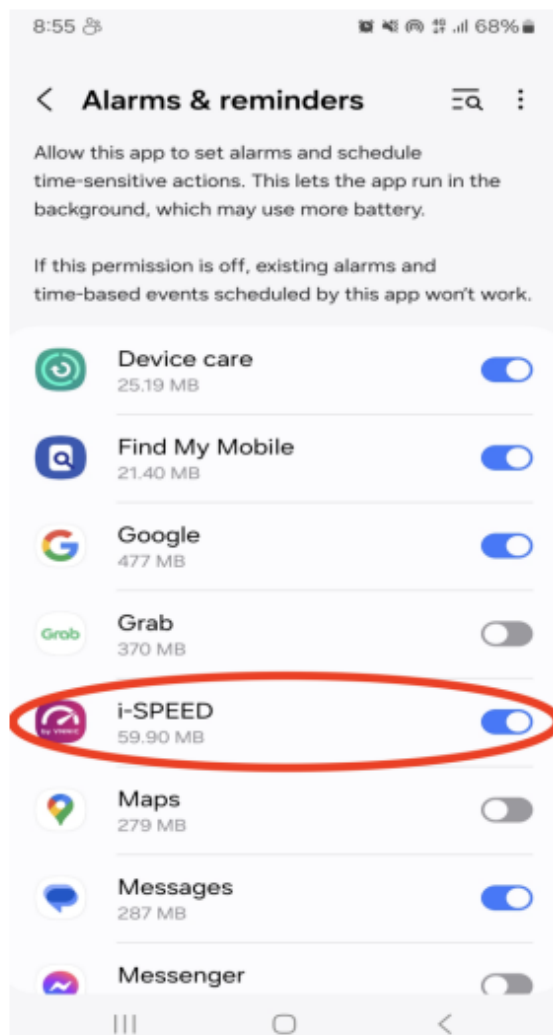 8:55 68%
Alarms & reminders
Allow this app to set alarms and schedule
time-sensitive actions. This lets the app run in the
background, which may use more battery.
If this permission is off, existing alarms and
time-based events scheduled by this app won't work.
Device care
25.19 MB
Find My Mobile
21.40 MB
Google
477 MB
Grab
Grab
370 MB
i-SPEED
by VNNIC
59.90 MB
Maps
279 MB
Messages
287 MB
Messenger